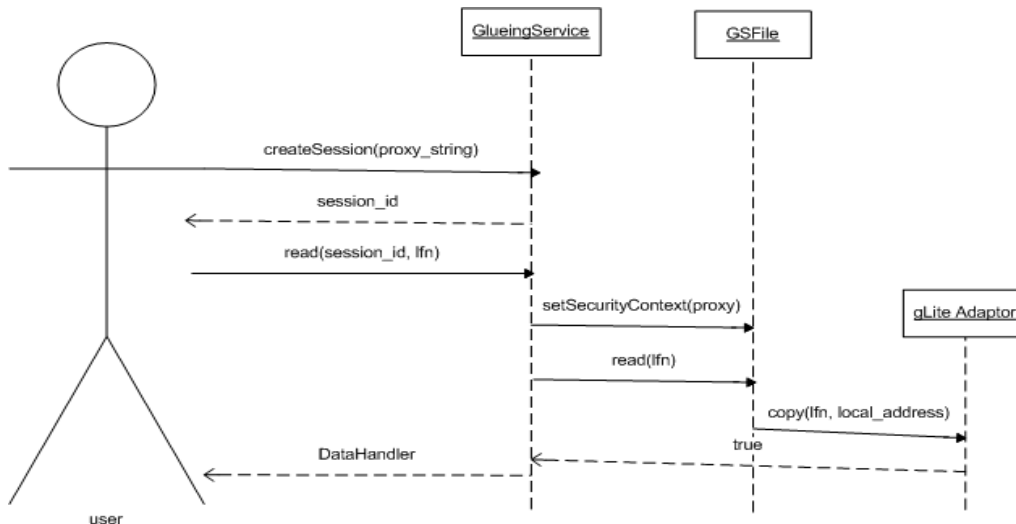 GlueingService
GSFile
createSession(proxy_string)
session_id
read(session_id, lfn)
setSecurityContext(proxy)
gLite Adaptor
read(lfn)
copy(lfn, local_address)
true
DataHandler
user